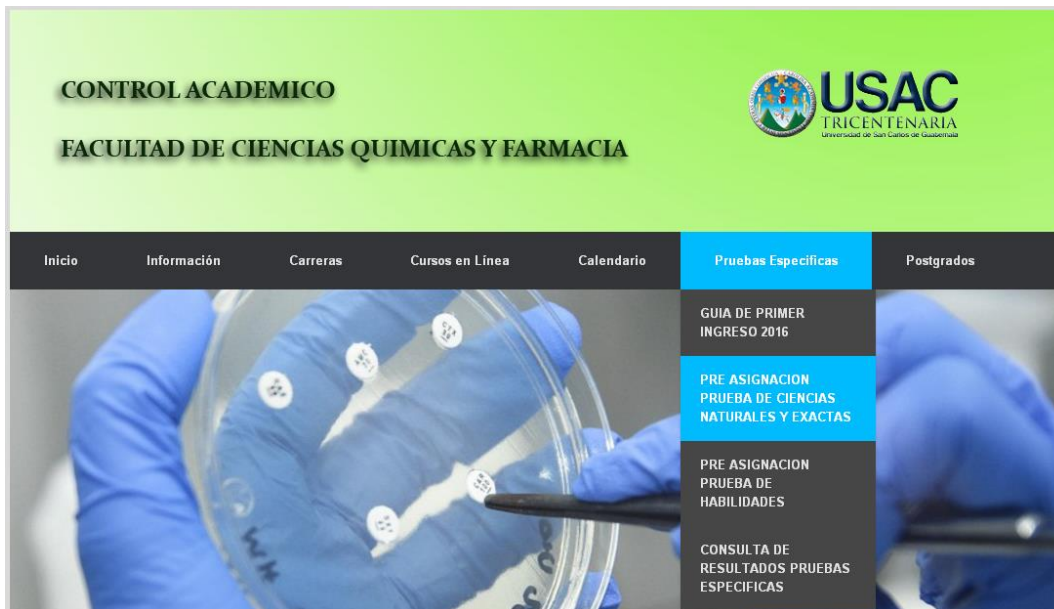 CONTROL ACADEMICO
FACULTAD DE CIENCIAS QUIMICAS Y FARMACIA
USAC
TRICENTENARIA
Universidad de San Carlos de Guatemala
Inicio
Información
Carreras
Cursos en Línea
Calendario
Pruebas Especificas
Postgrados
GUIA DE PRIMER
INGRESO 2016
PRE ASIGNACION
PRUEBA DE CIENCIAS
NATURALES Y EXACTAS
PRE ASIGNACION
PRUEBA DE
HABILIDADES
CONSULTA DE
RESULTADOS PRUEBAS
ESPECIFICAS